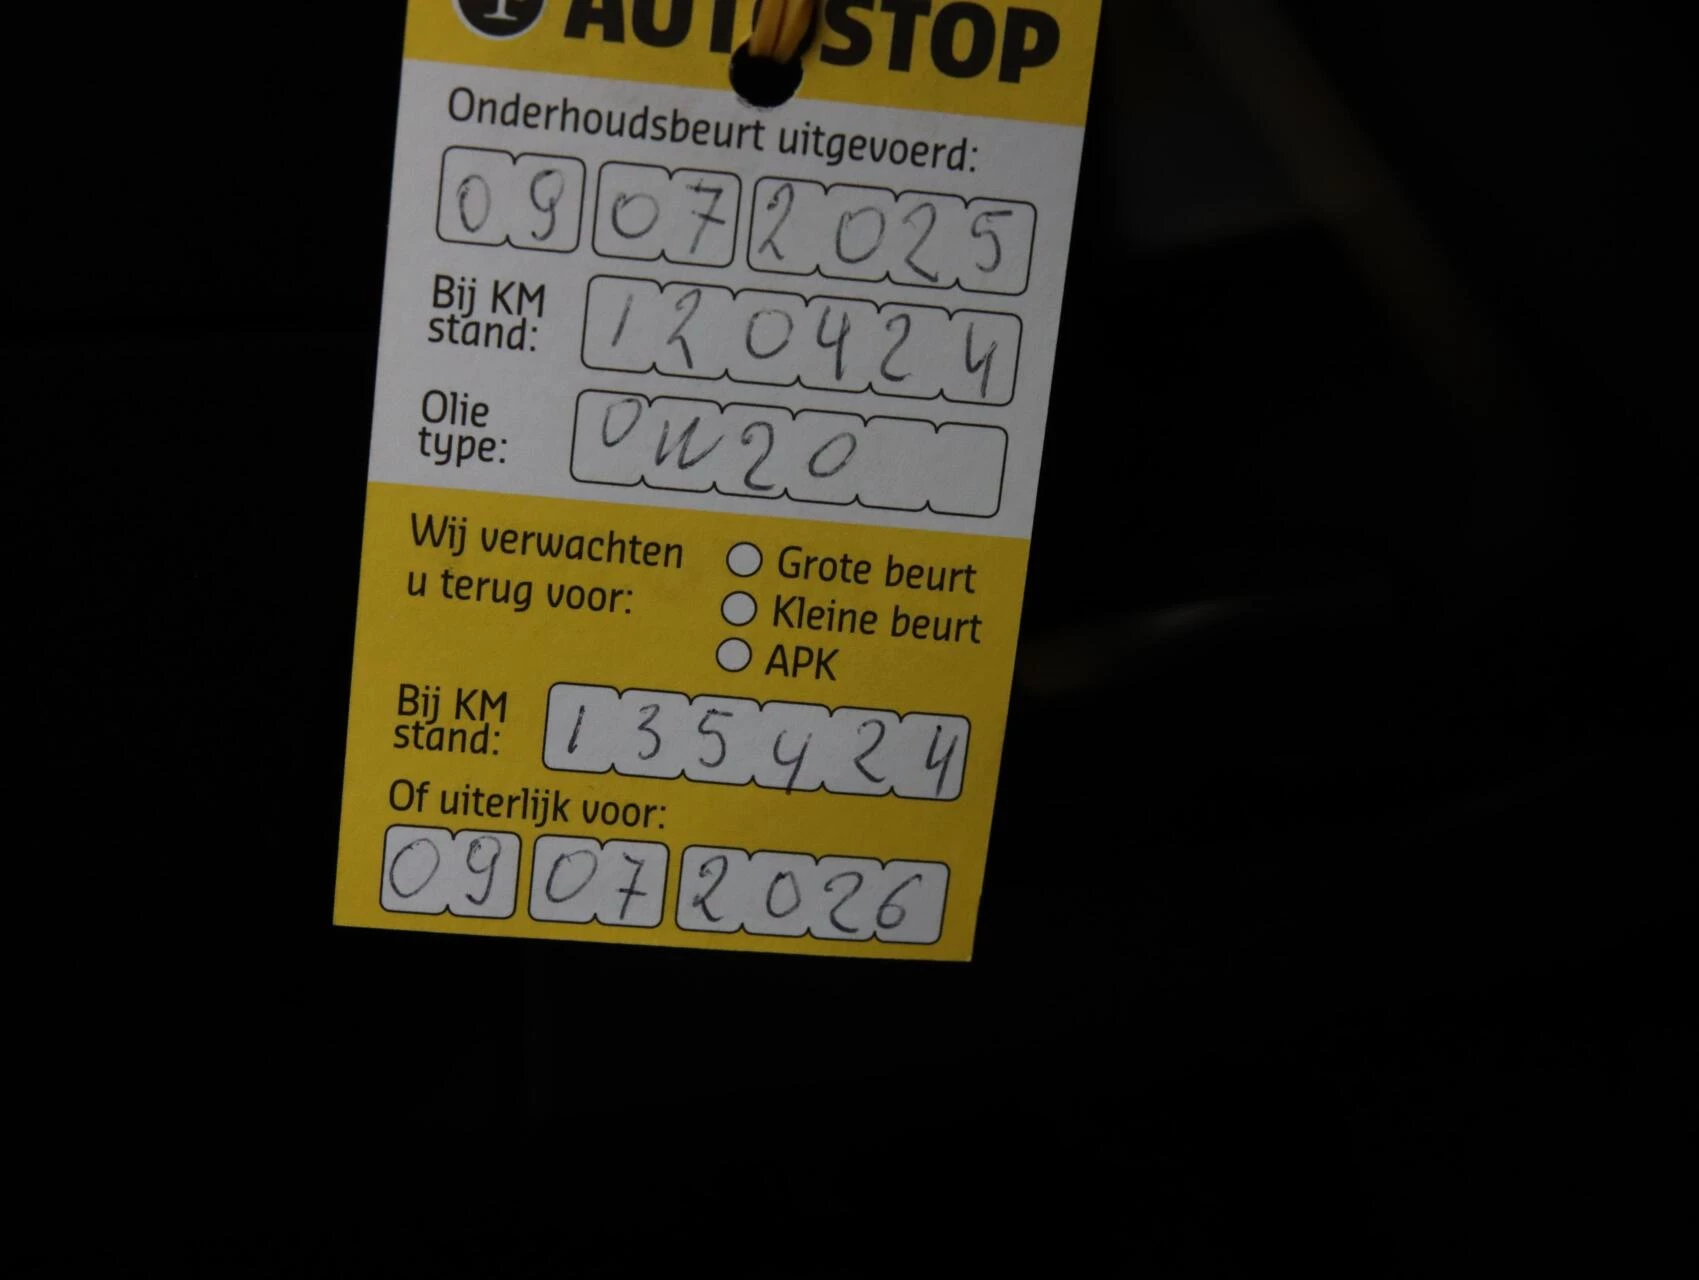 AUTOSTOP
Onderhoudsbeurt uitgevoerd:
09 07 2025
Bij KM stand: 120424
Olie type: 0W20
Wij verwachten u terug voor:
Grote beurt
Kleine beurt
APK
Bij KM stand: 135424
Of uiterlijk voor:
09 07 2026